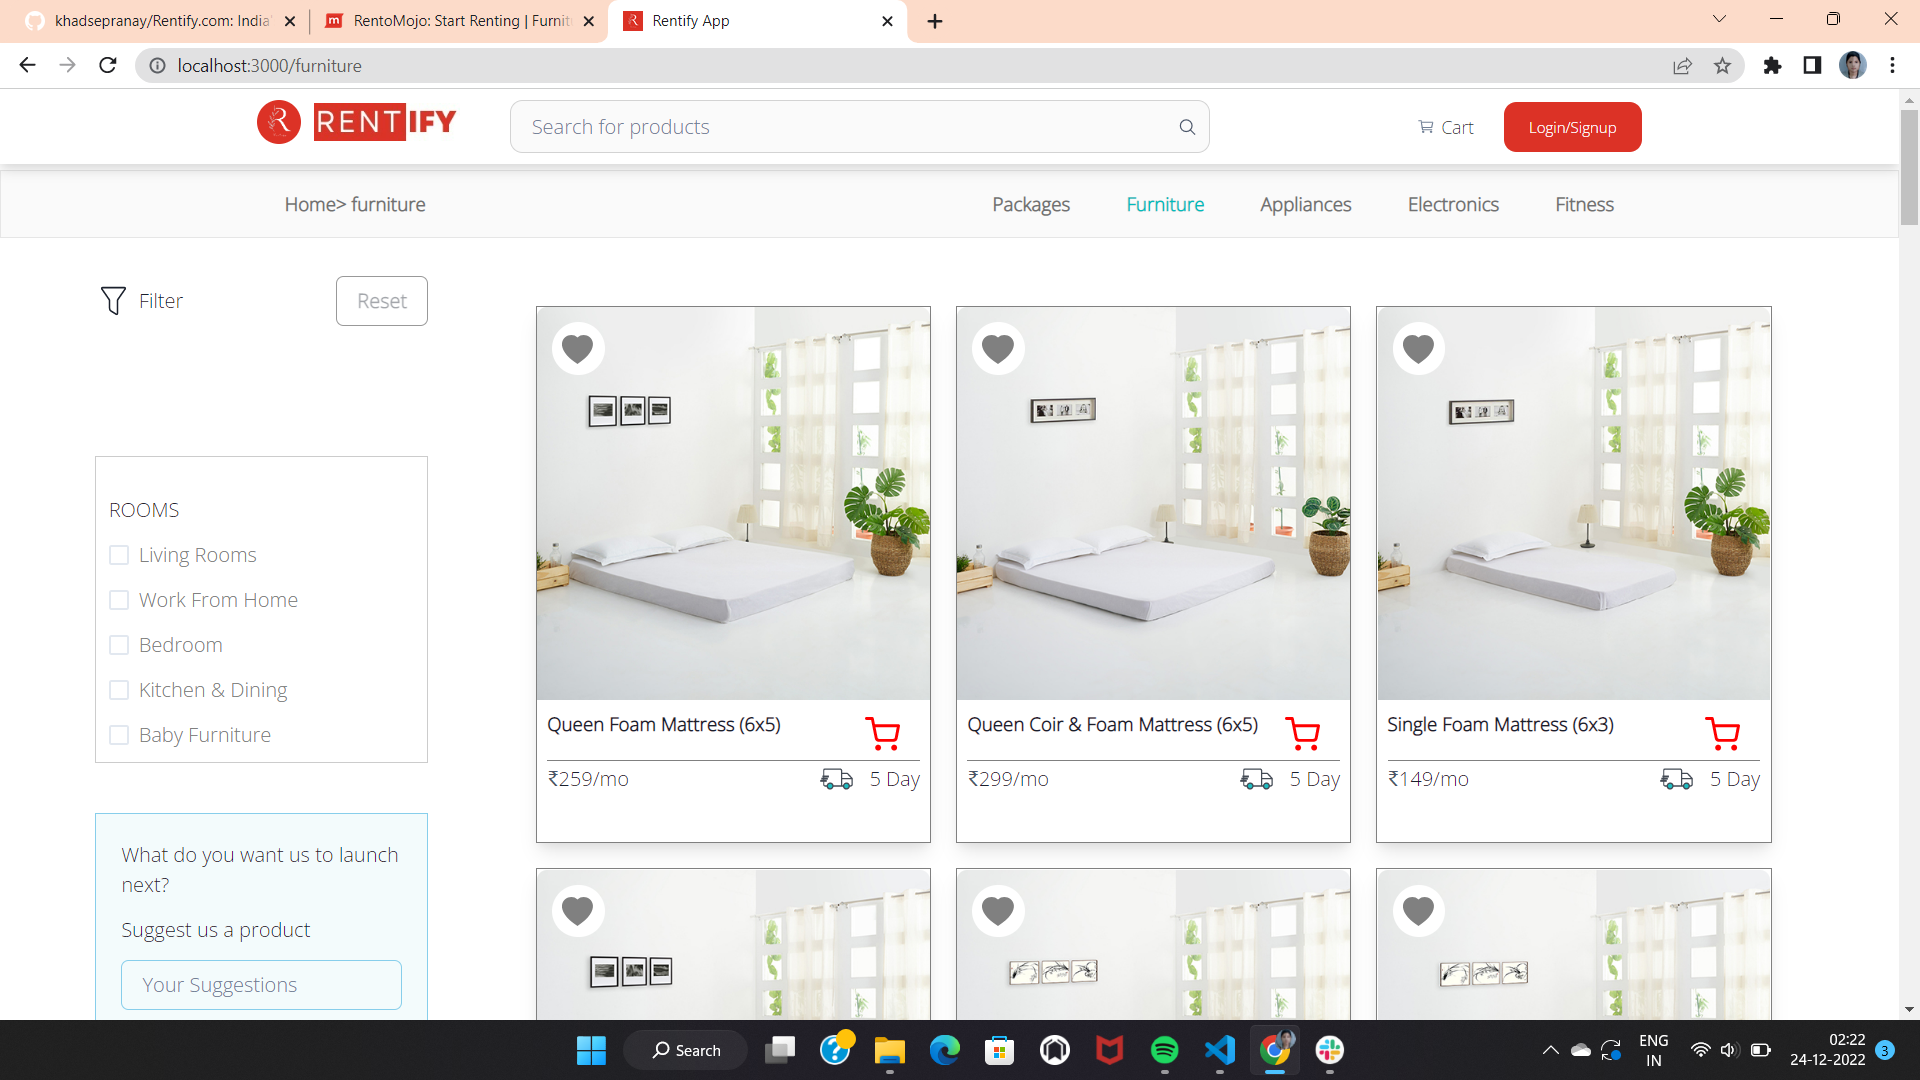 khadsepranay/Rentify.com: India'
RentoMojo: Start Renting | Furnit
Rentify App
localhost:3000/furniture
R RENTIFY
Search for products
Cart
Login/Signup
Home> furniture
Packages
Furniture
Appliances
Electronics
Fitness
Filter
Reset
ROOMS
Living Rooms
Work From Home
Bedroom
Kitchen & Dining
Baby Furniture
What do you want us to launch
next?
Suggest us a product
Your Suggestions
Queen Foam Mattress (6x5)
₹259/mo
5 Day
Queen Coir & Foam Mattress (6x5)
₹299/mo
5 Day
Single Foam Mattress (6x3)
₹149/mo
5 Day
Search
ENG
IN
02:22
24-12-2022
3